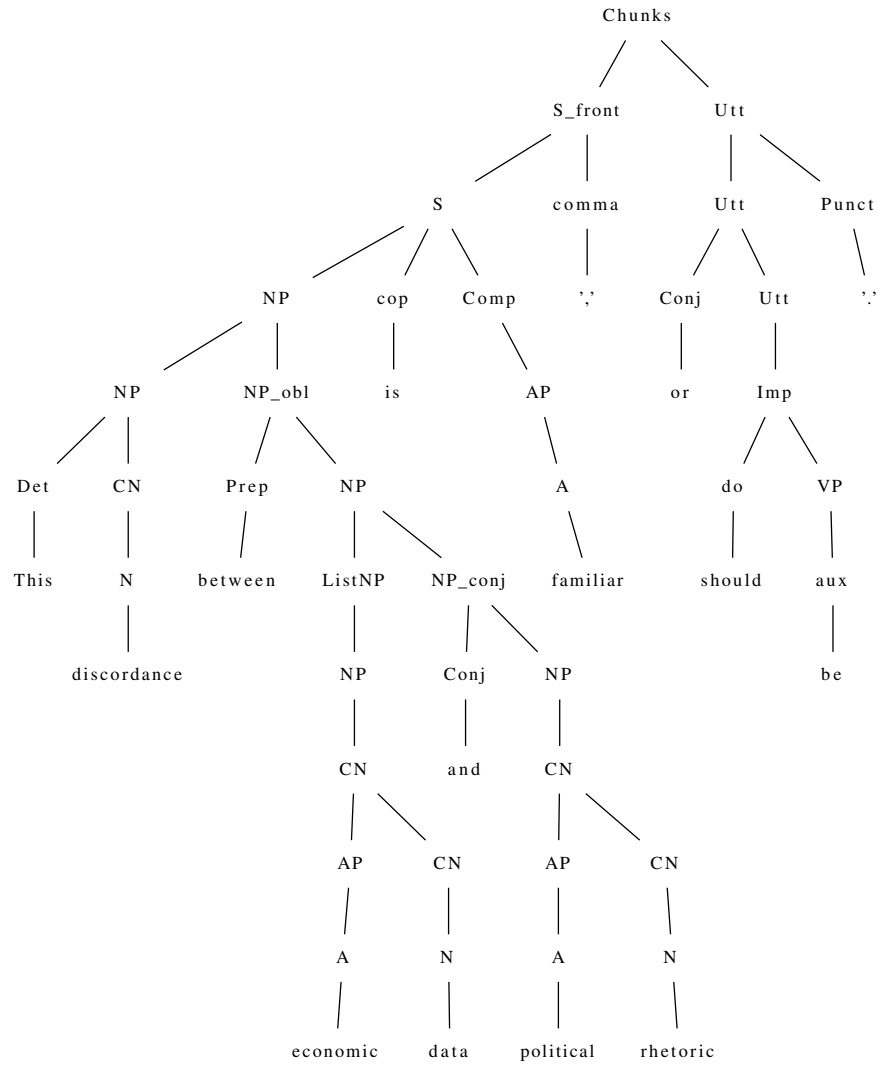 Chunks
S_front Utt
S comma Utt Punct
NP cop Comp ',' Conj Utt '.'
NP NP_obl is AP or Imp
Det CN Prep NP A do VP
This N between ListNP NP_conj familiar should aux
discordance NP Conj NP be
CN and CN
AP CN AP CN
A N A N
economic data political rhetoric